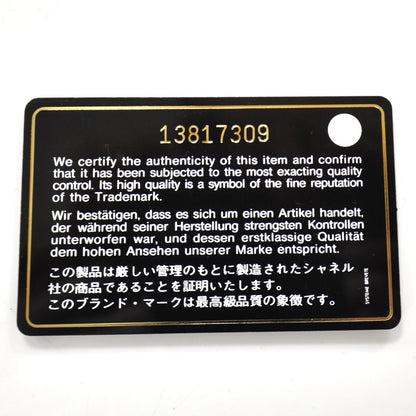 13817309
We certify the authenticity of this item and confirm
that it has been subjected to the most exacting quality
control. Its high quality is a symbol of the fine reputation
of the Trademark.
Wir bestätigen, dass es sich um einen Artikel handelt,
der während seiner Herstellung strengsten Kontrollen
unterworfen war, und dessen erstklassige Qualität
dem hohen Ansehen unserer Marke entspricht.
この製品は厳しい管理のもとに製造されたシャネル
社の商品であることを証明いたします。
このブランド・マークは最高級品質の象徴です。
SYSTEME BREVETE